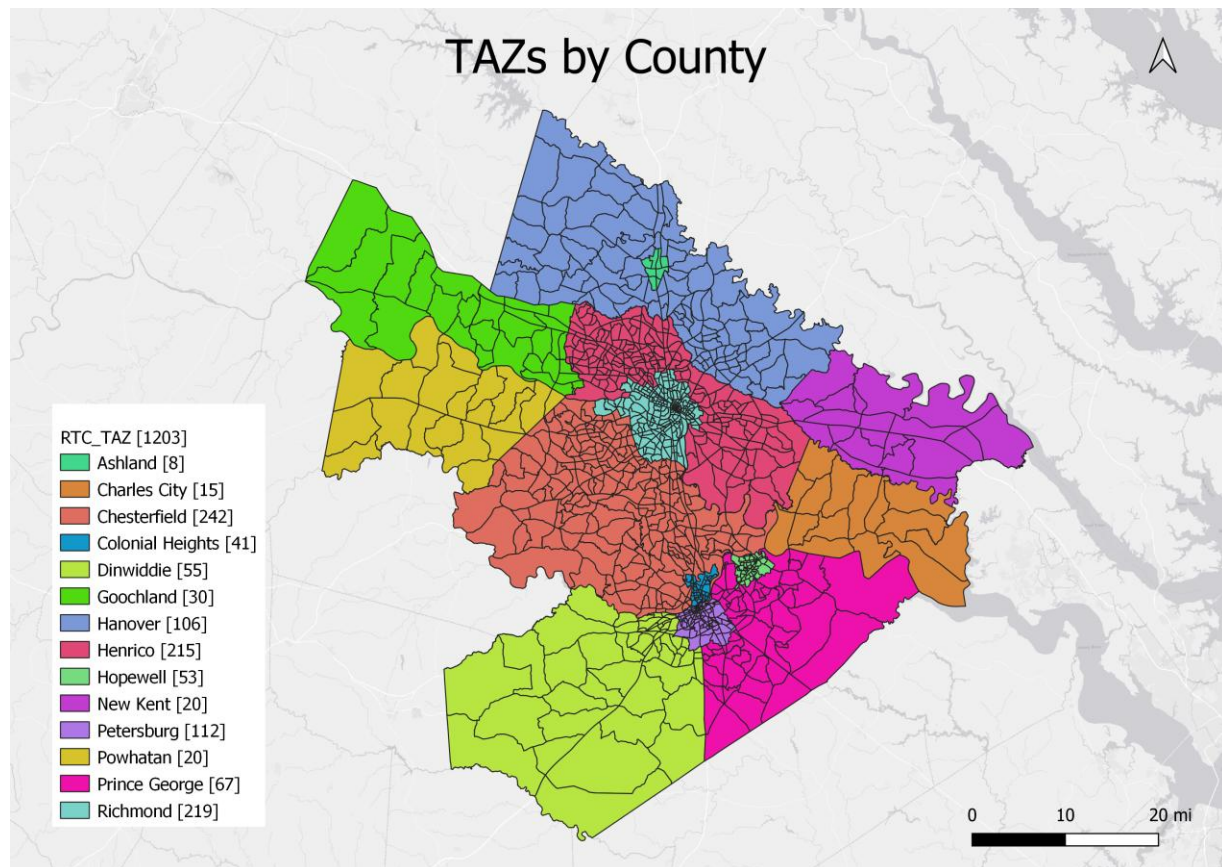 TAZs by County
RTC_TAZ [1203]
Ashland [8]
Charles City [15]
Chesterfield [242]
Colonial Heights [41]
Dinwiddie [55]
Goochland [30]
Hanover [106]
Henrico [215]
Hopewell [53]
New Kent [20]
Petersburg [112]
Powhatan [20]
Prince George [67]
Richmond [219]
0 10 20 mi